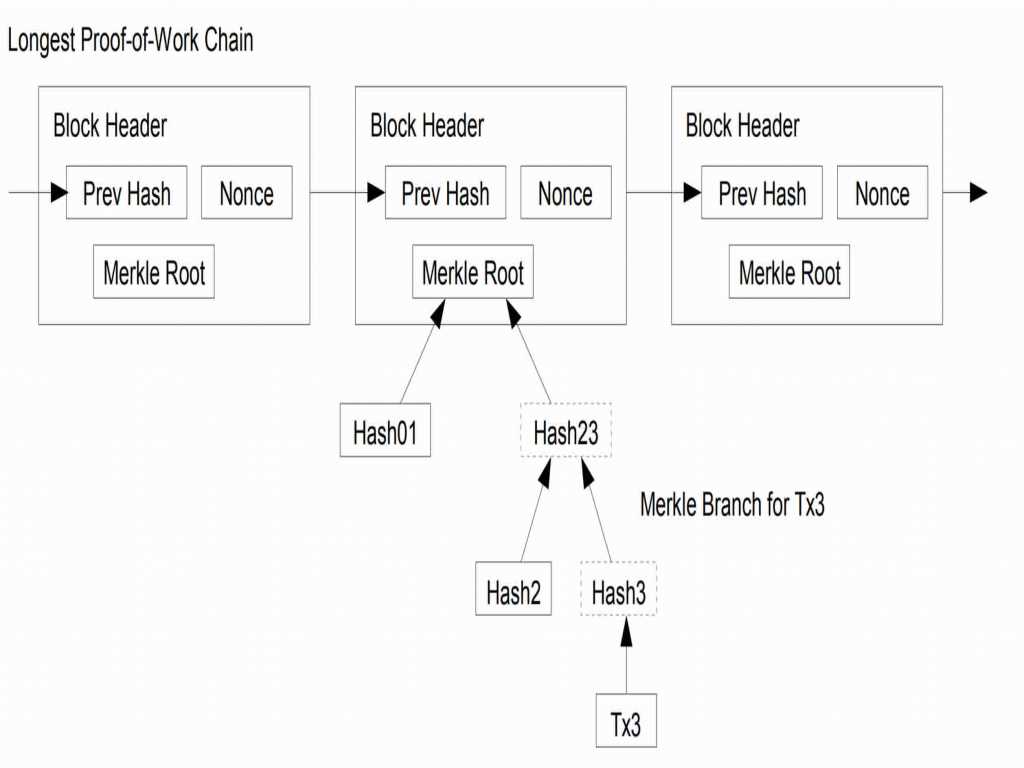 Longest Proof-of-Work Chain
Block Header
Prev Hash
Nonce
Merkle Root
Block Header
Prev Hash
Nonce
Merkle Root
Block Header
Prev Hash
Nonce
Merkle Root
Hash01
Hash23
Merkle Branch for Tx3
Hash2
Hash3
Tx3